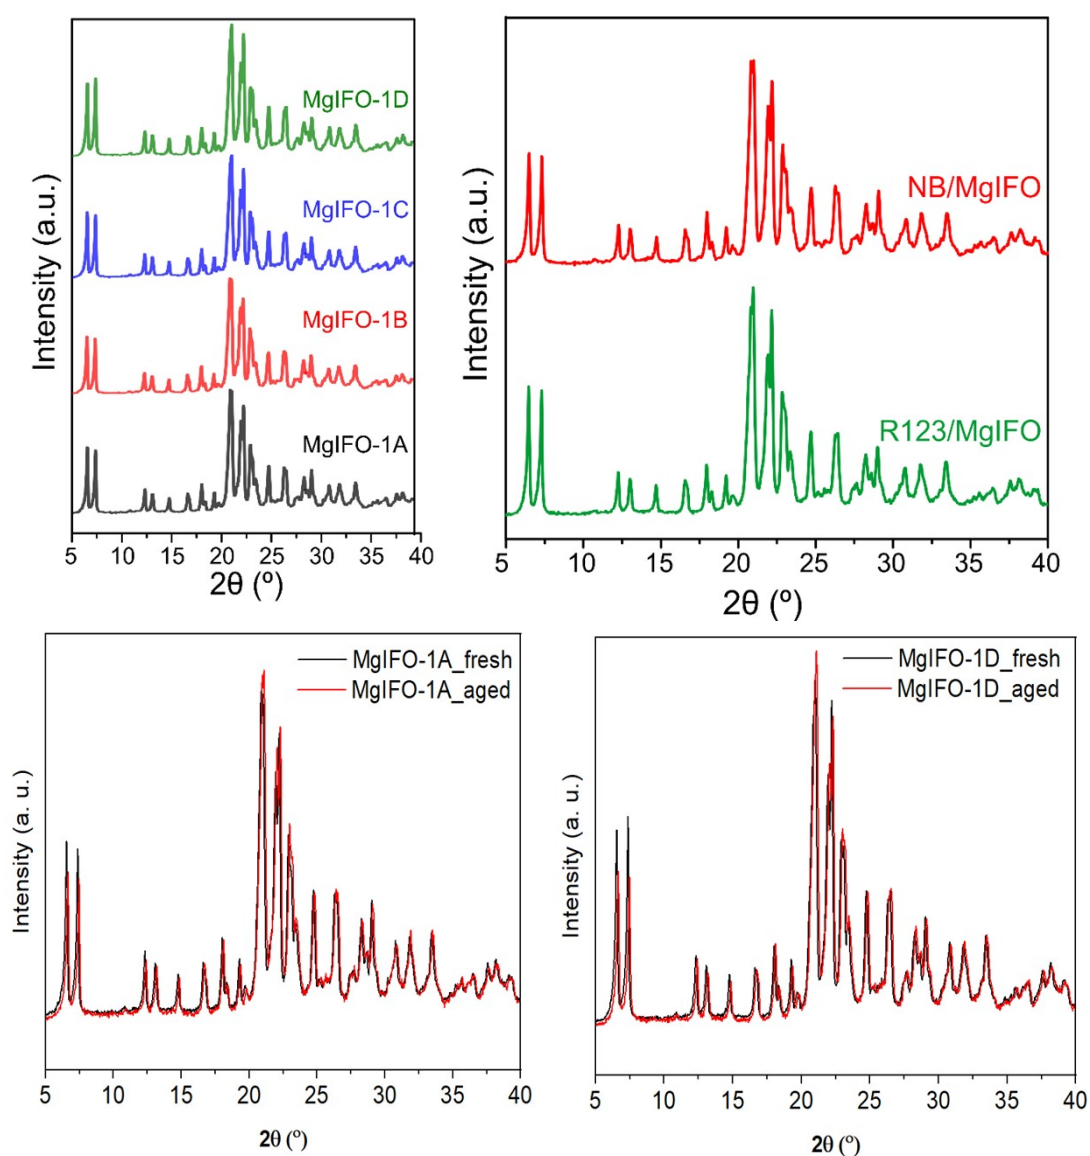 MgIFO-1D
MgIFO-1C
MgIFO-1B
MgIFO-1A
Intensity (a.u.)
5 10 15 20 25 30 35 40
2θ (º)
NB/MgIFO
R123/MgIFO
Intensity (a.u.)
5 10 15 20 25 30 35 40
2θ (º)
MgIFO-1A_fresh
MgIFO-1A_aged
Intensity (a. u.)
5 10 15 20 25 30 35 40
2θ (º)
MgIFO-1D_fresh
MgIFO-1D_aged
Intensity (a. u.)
5 10 15 20 25 30 35 40
2θ (º)